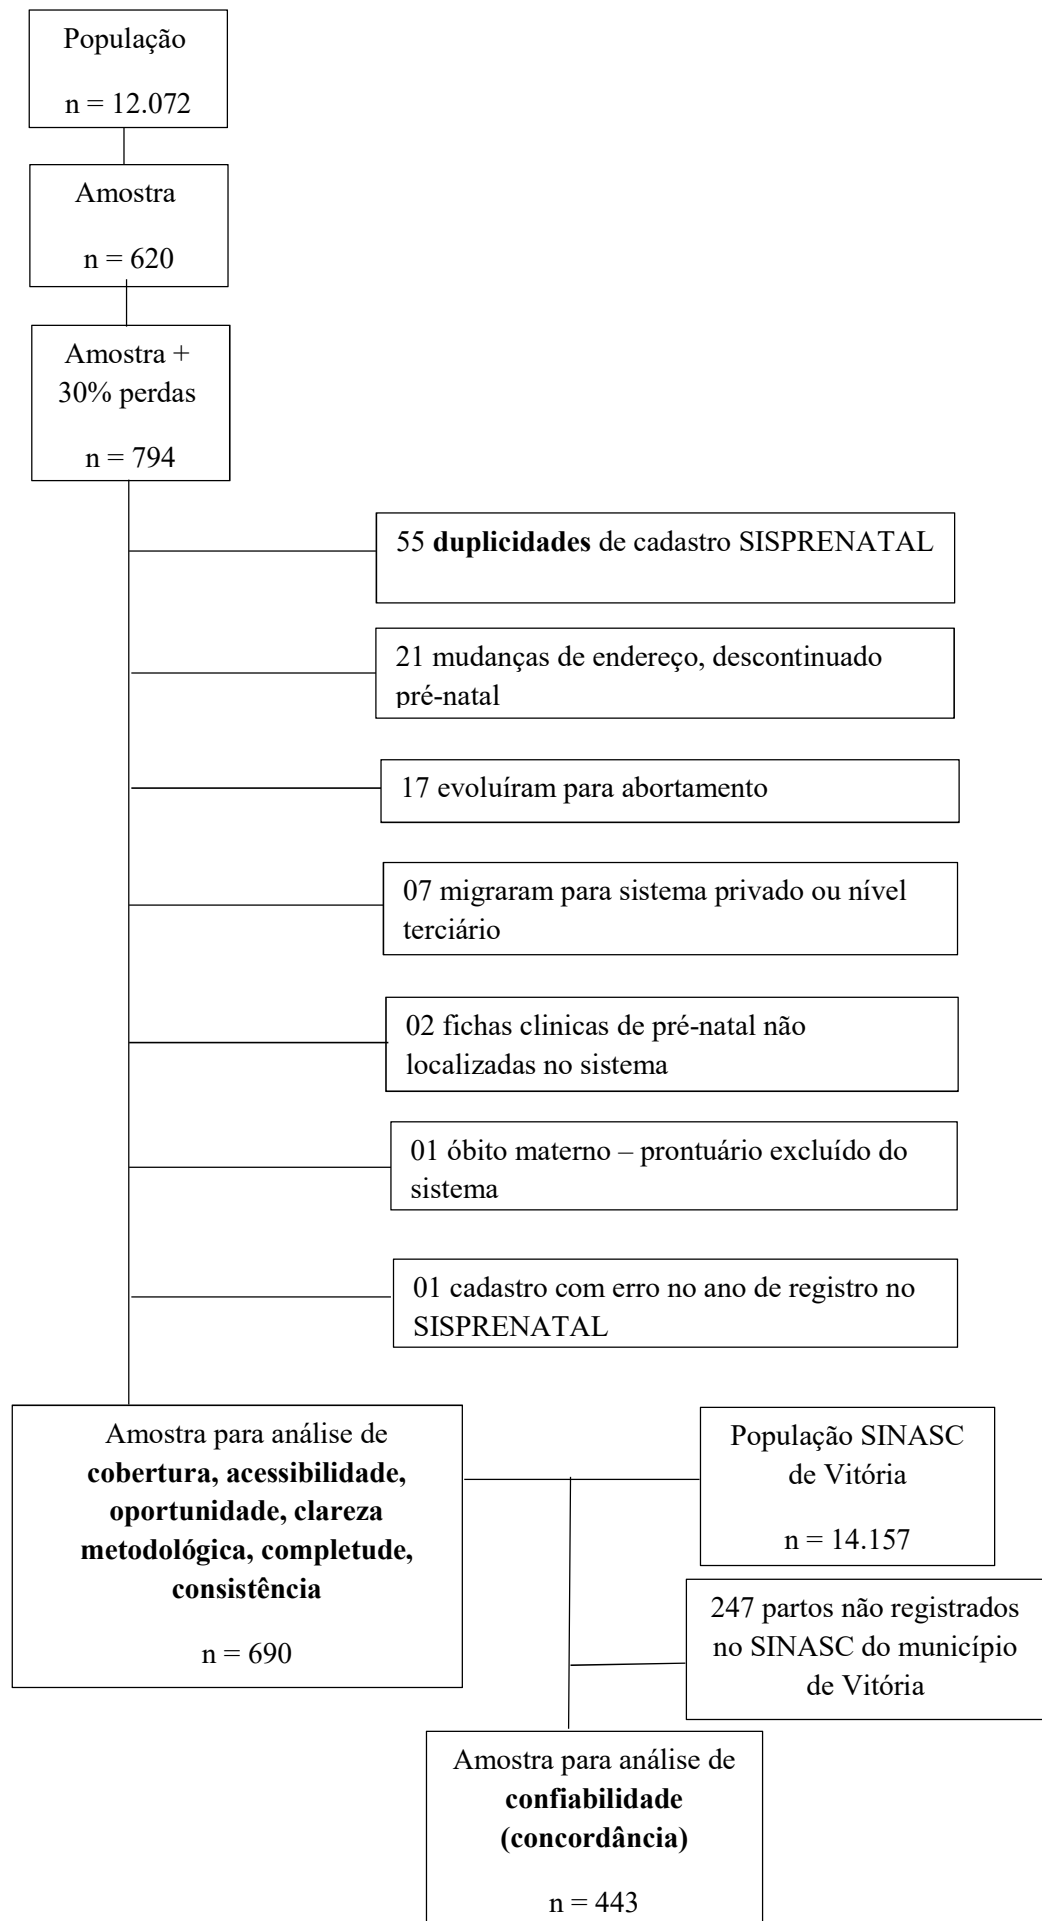 População
n = 12.072
Amostra
n = 620
Amostra +
30% perdas
n = 794
55 duplicidades de cadastro SISPRENATAL
21 mudanças de endereço, descontinuado
pré-natal
17 evoluíram para abortamento
07 migraram para sistema privado ou nível
terciário
02 fichas clinicas de pré-natal não
localizadas no sistema
01 óbito materno – prontuário excluído do
sistema
01 cadastro com erro no ano de registro no
SISPRENATAL
Amostra para análise de
cobertura, acessibilidade,
oportunidade, clareza
metodológica, completude,
consistência
n = 690
População SINASC
de Vitória
n = 14.157
247 partos não registrados
no SINASC do município
de Vitória
Amostra para análise de
confiabilidade
(concordância)
n = 443